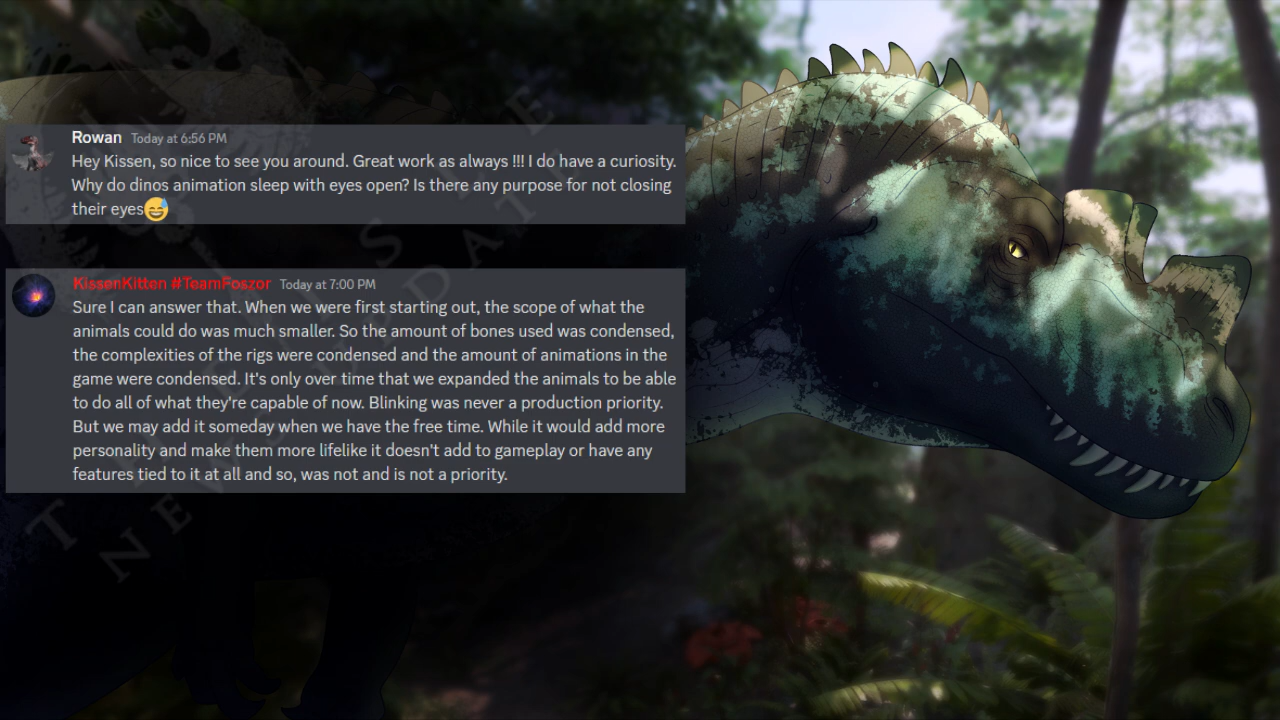 Rowan Today at 6:56 PM
Hey Kissen, so nice to see you around. Great work as always !!! I do have a curiosity.
Why do dinos animation sleep with eyes open? Is there any purpose for not closing
their eyes😅
KissenKitten #TeamFoszor Today at 7:00 PM
Sure I can answer that. When we were first starting out, the scope of what the
animals could do was much smaller. So the amount of bones used was condensed,
the complexities of the rigs were condensed and the amount of animations in the
game were condensed. It's only over time that we expanded the animals to be able
to do all of what they're capable of now. Blinking was never a production priority.
But we may add it someday when we have the free time. While it would add more
personality and make them more lifelike it doesn't add to gameplay or have any
features tied to it at all and so, was not and is not a priority.